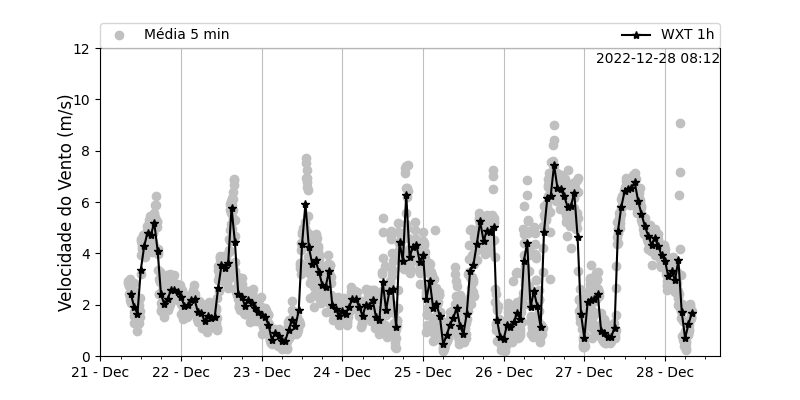 Média 5 min
WXT 1h
2022-12-28 08:12
Velocidade do Vento (m/s)
12
10
8
6
4
2
0
21 - Dec
22 - Dec
23 - Dec
24 - Dec
25 - Dec
26 - Dec
27 - Dec
28 - Dec